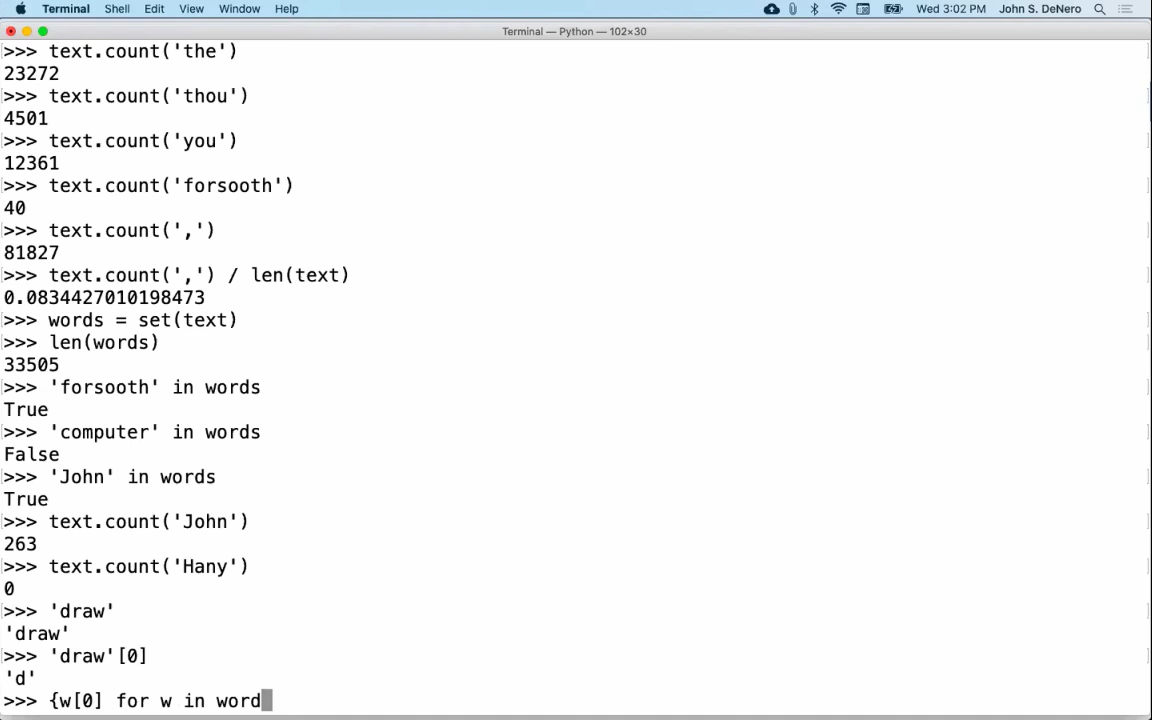 Terminal Shell Edit View Window Help Wed 3:02 PM John S. DeNero
Terminal — Python — 102×30
>>> text.count('the')
23272
>>> text.count('thou')
4501
>>> text.count('you')
12361
>>> text.count('forsooth')
40
>>> text.count(',')
81827
>>> text.count(',') / len(text)
0.0834427010198473
>>> words = set(text)
>>> len(words)
33505
>>> 'forsooth' in words
True
>>> 'computer' in words
False
>>> 'John' in words
True
>>> text.count('John')
263
>>> text.count('Hany')
0
>>> 'draw'
'draw'
>>> 'draw'[0]
'd'
>>> {w[0] for w in word